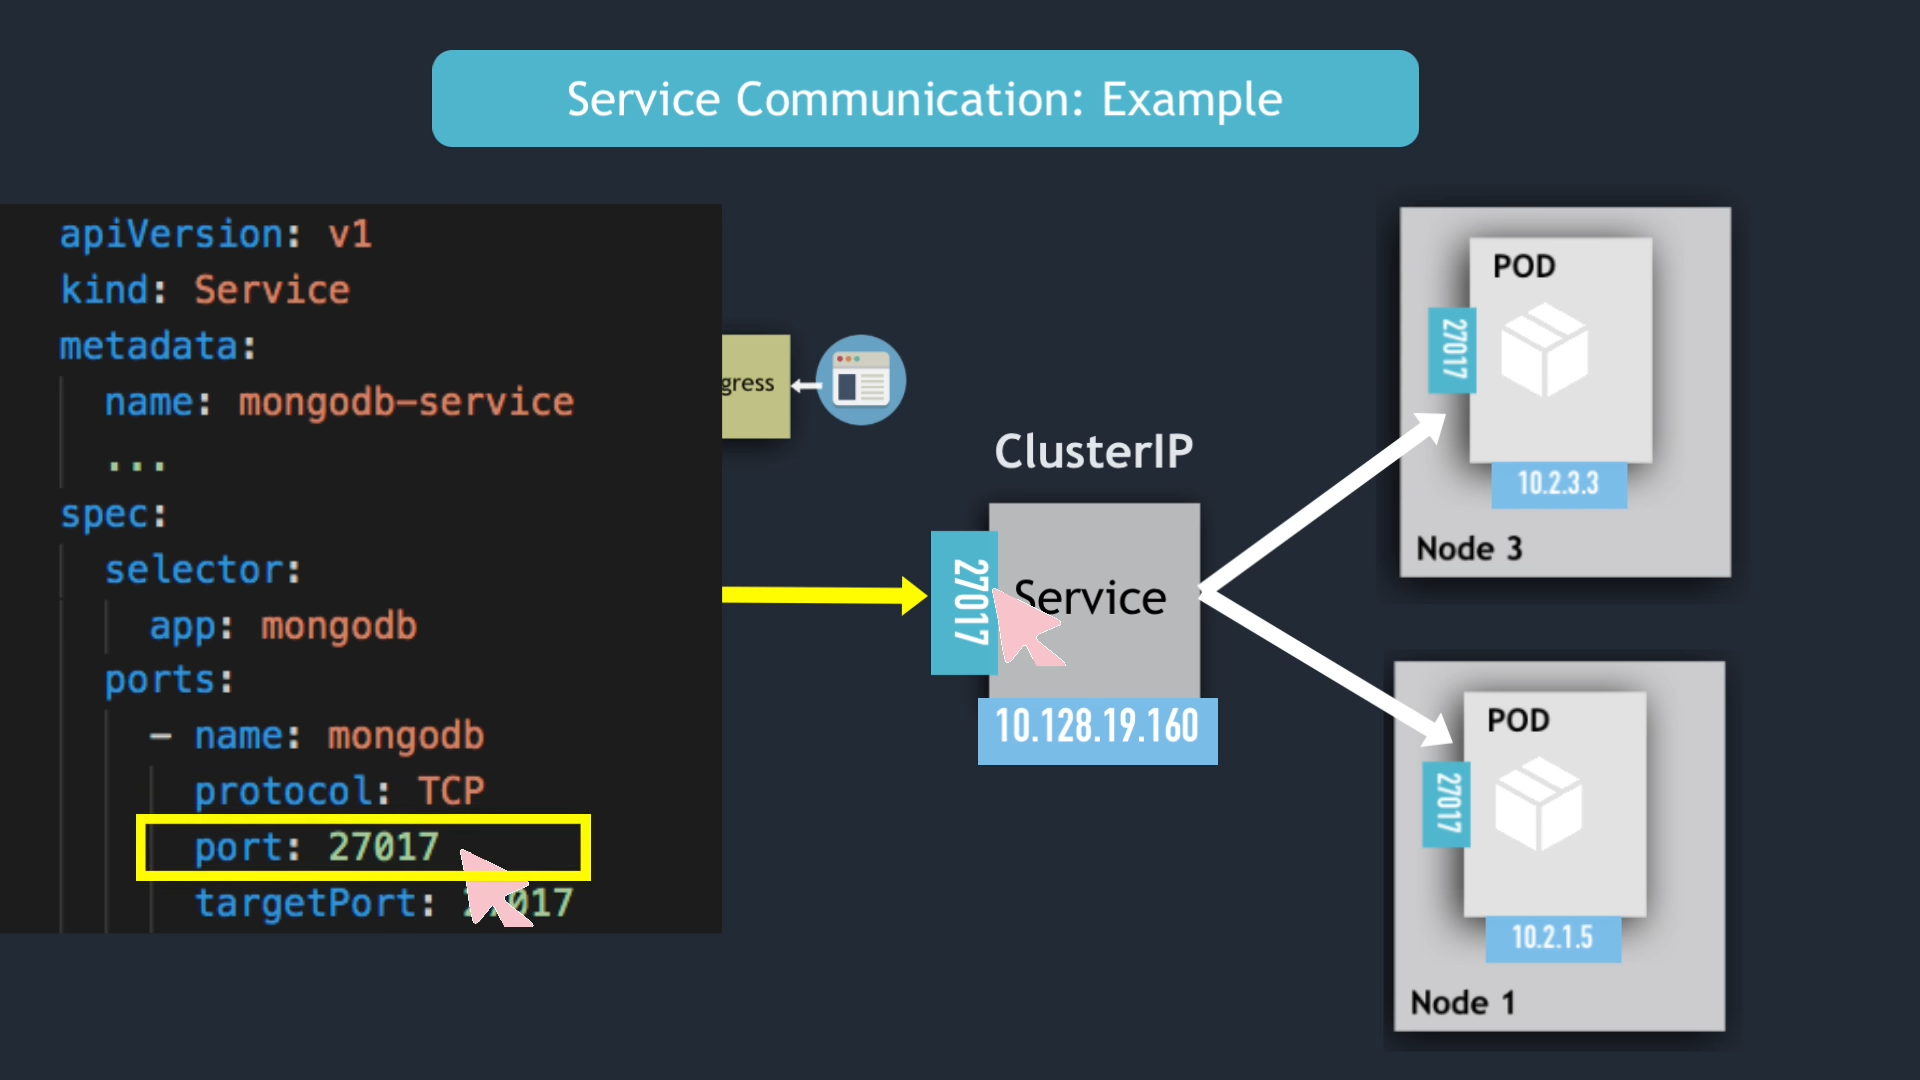 Service Communication: Example
apiVersion: v1
kind: Service
metadata:
name: mongodb-service
...
spec:
selector:
app: mongodb
ports:
- name: mongodb
protocol: TCP
port: 27017
targetPort: 27017
gress
ClusterIP
27017
Service
10.128.19.160
POD
27017
10.2.3.3
Node 3
POD
27017
10.2.1.5
Node 1